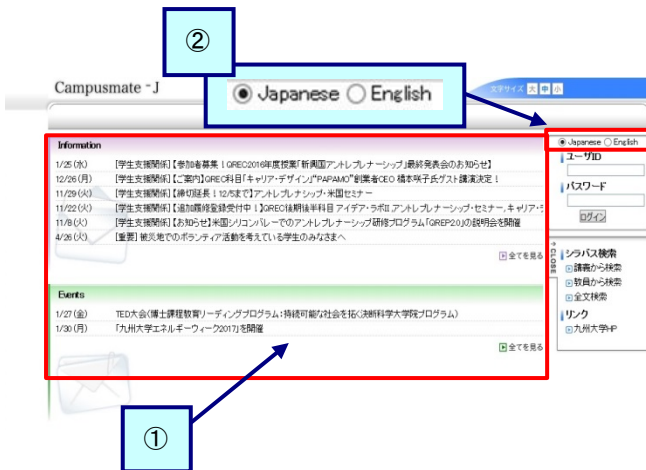 ②
Campusmate-J
Japanese English
文字サイズ 大 中 小
Information
1/25(水) [学生支援関係]【参加者募集!QREC2016年度授業「新興国アントレプレナーシップ」最終発表会のお知らせ】
12/26(月) [学生支援関係]【ご案内】QREC科目「キャリア・デザイン」"PAPAMO"創業者CEO 橋本咲子氏ゲスト講演決定!
11/29(火) [学生支援関係]【締切延長!12/5まで】アントレプレナシップ・米国セミナー
11/22(火) [学生支援関係]【追加履修登録受付中!】QREC後期後半科目 アイデア・ラボII,アントレプレナーシップ・セミナー、キャリア・デ
11/8(火) [学生支援関係]【お知らせ】米国シリコンバレーでのアントレプレナーシップ研修プログラム「QREP2.0」の説明会を開催
4/26(火) [重要] 被災地でのボランティア活動を考えている学生のみなさまへ
全てを見る
Events
1/27(金) TED大会(博士課程教育リーディングプログラム:持続可能な社会を拓く決断科学大学院プログラム)
1/30(月) 「九州大学エネルギーウィーク2017」を開催
全てを見る
Japanese English
ユーザID
パスワード
ログイン
CLOSE
シラバス検索
講義から検索
教員から検索
全文検索
リンク
九州大学HP
①